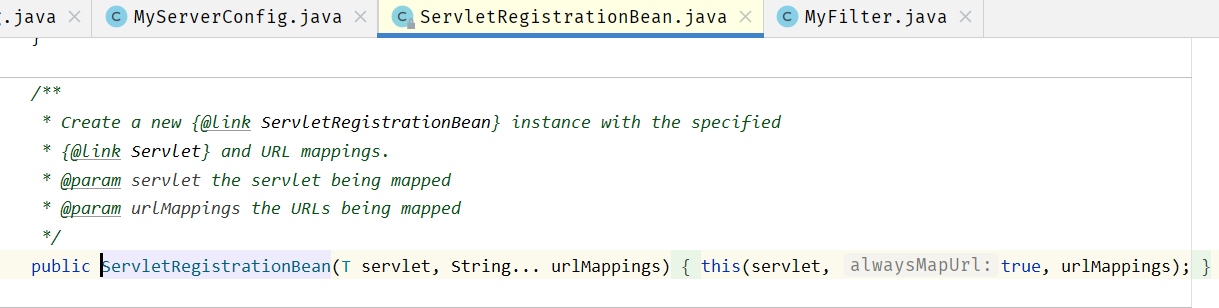 .java
MyServerConfig.java
ServletRegistrationBean.java
MyFilter.java
}
/**
* Create a new {@link ServletRegistrationBean} instance with the specified
* {@link Servlet} and URL mappings.
* @param servlet the servlet being mapped
* @param urlMappings the URLs being mapped
*/
public ServletRegistrationBean(T servlet, String... urlMappings) { this(servlet, alwaysMapUrl: true, urlMappings); }